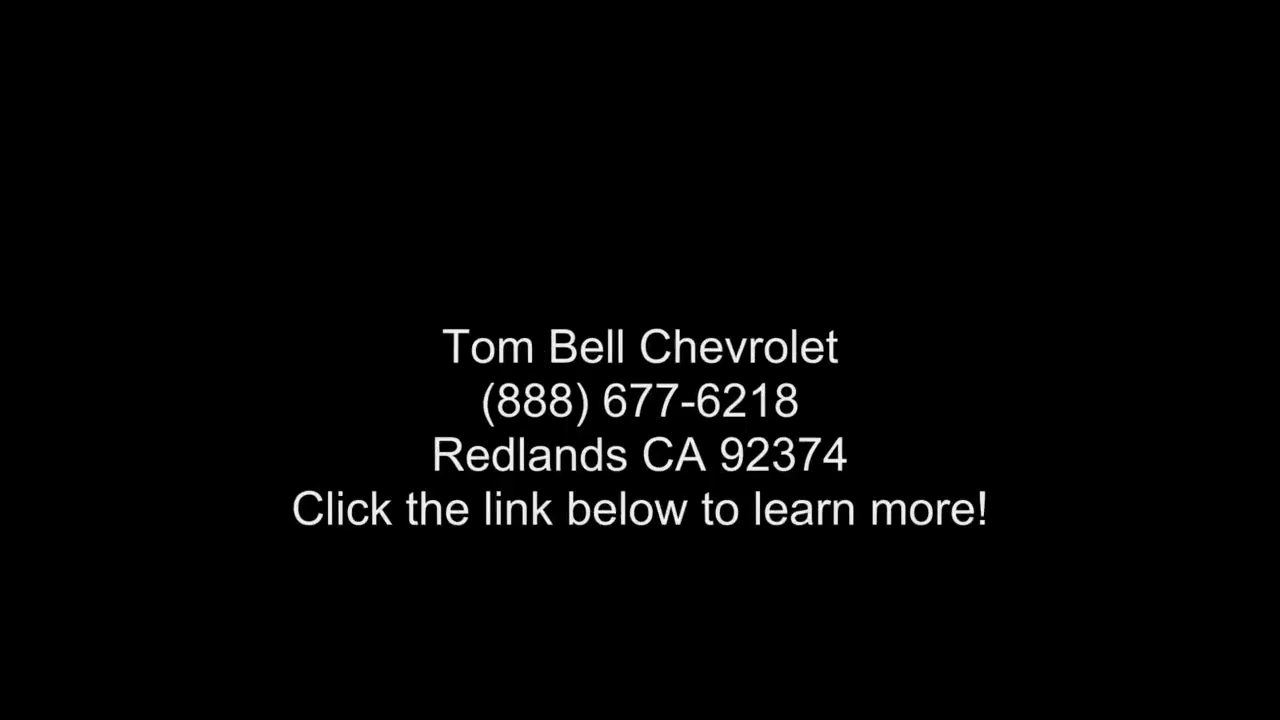 Tom Bell Chevrolet
(888) 677-6218
Redlands CA 92374
Click the link below to learn more!